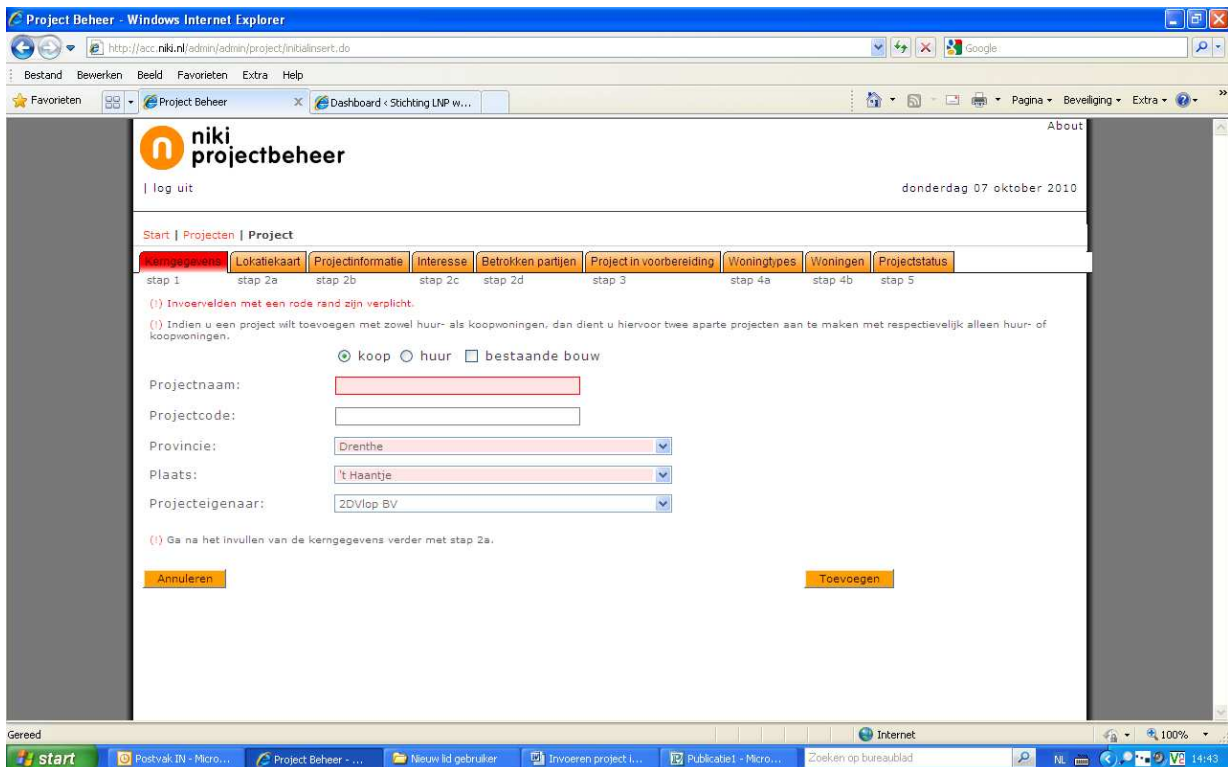 Project Beheer - Windows Internet Explorer
http://acc.niki.nl/admin/admin/project/initialinsert.do
Google
Bestand Bewerken Beeld Favorieten Extra Help
Favorieten Project Beheer Dashboard < Stichting LNP w... Pagina Beveiliging Extra
About
n niki
projectbeheer
| log uit donderdag 07 oktober 2010
Start | Projecten | Project
Kerngegevens Lokatiekaart Projectinformatie Interesse Betrokken partijen Project in voorbereiding Woningtypes Woningen Projectstatus
stap 1 stap 2a stap 2b stap 2c stap 2d stap 3 stap 4a stap 4b stap 5
(!) Invoervelden met een rode rand zijn verplicht.
(!) Indien u een project wilt toevoegen met zowel huur- als koopwoningen, dan dient u hiervoor twee aparte projecten aan te maken met respectievelijk alleen huur- of
koopwoningen.
koop huur bestaande bouw
Projectnaam:
Projectcode:
Provincie: Drenthe
Plaats: 't Haantje
Projecteigenaar: 2DVlop BV
(!) Ga na het invullen van de kerngegevens verder met stap 2a.
Annuleren Toevoegen
Gereed Internet 100%
start Postvak IN - Micro... Project Beheer - ... Nieuw lid gebruiker Invoeren project i... Publicatie1 - Micro... Zoeken op bureaublad NL 14:43